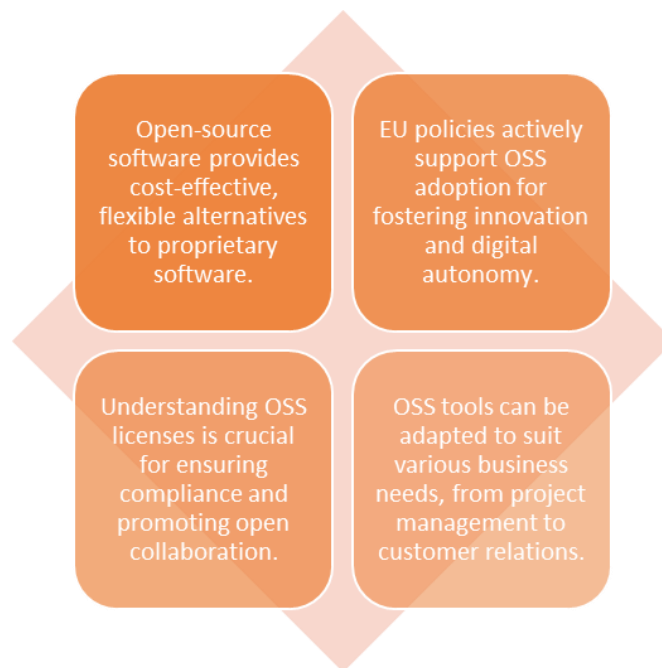 Open-source
software provides
cost-effective,
flexible alternatives
to proprietary
software.
EU policies actively
support OSS
adoption for
fostering innovation
and digital
autonomy.
Understanding OSS
licenses is crucial
for ensuring
compliance and
promoting open
collaboration.
OSS tools can be
adapted to suit
various business
needs, from project
management to
customer relations.